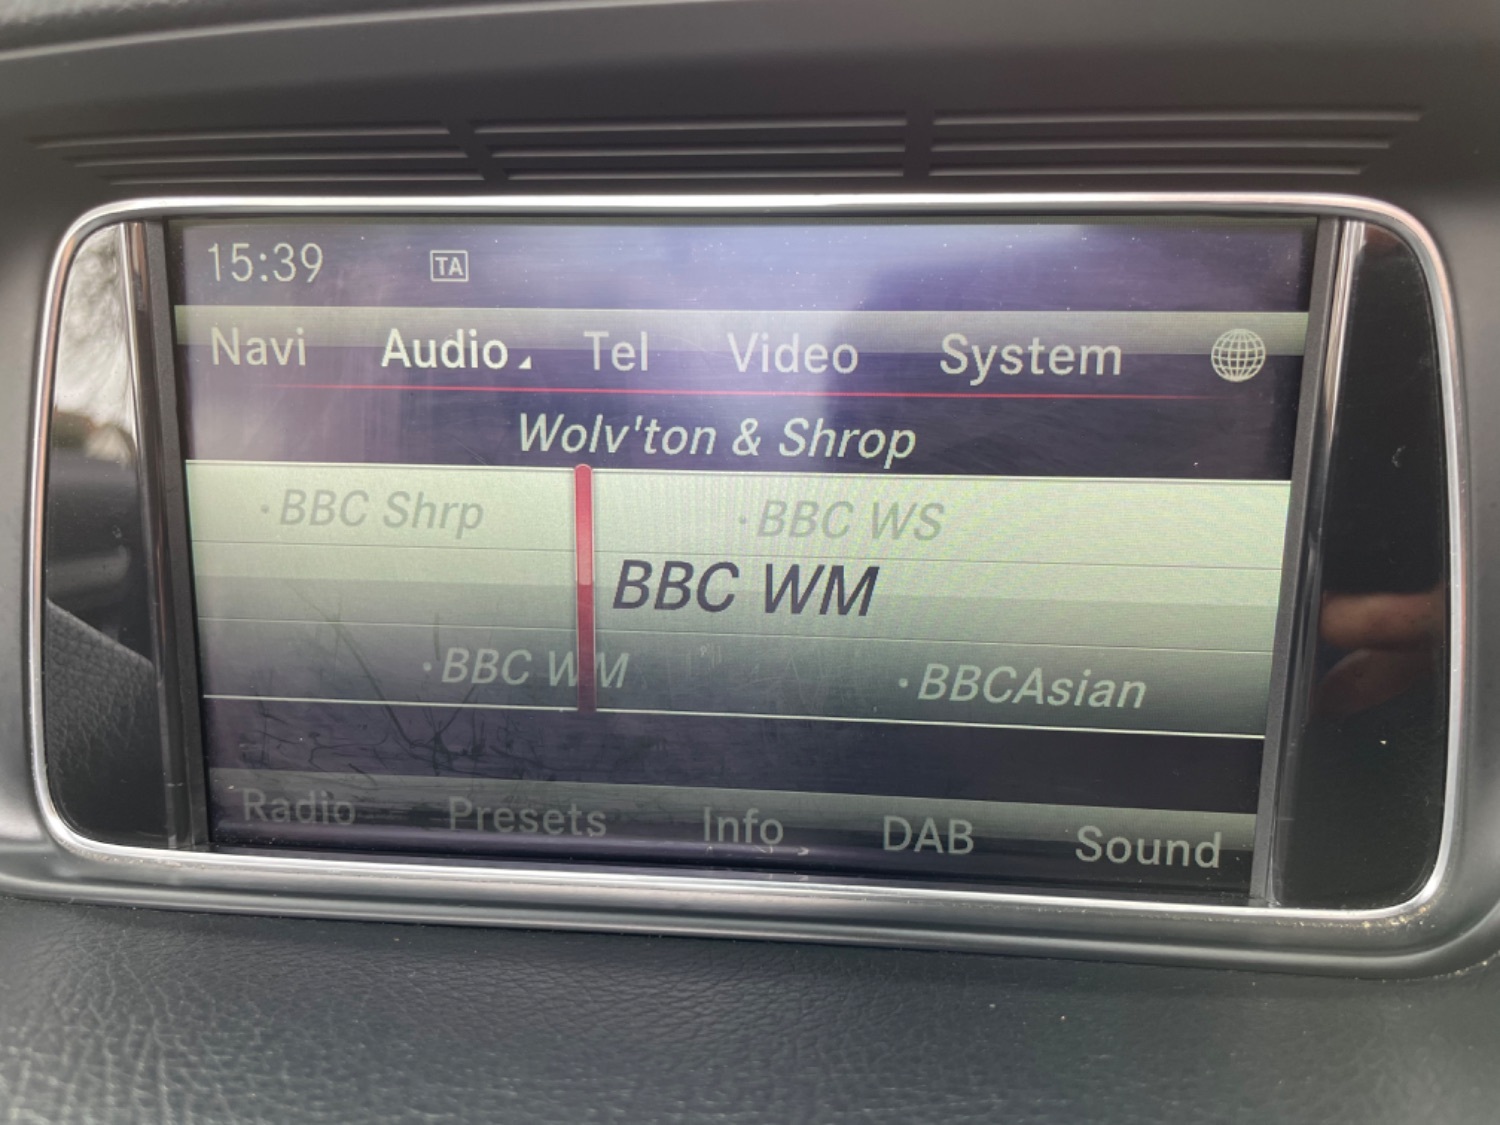 15:39 TA
Navi Audio Tel Video System
Wolv'ton & Shrop
·BBC Shrp ·BBC WS
BBC WM
·BBC WM ·BBCAsian
Radio Presets Info DAB Sound